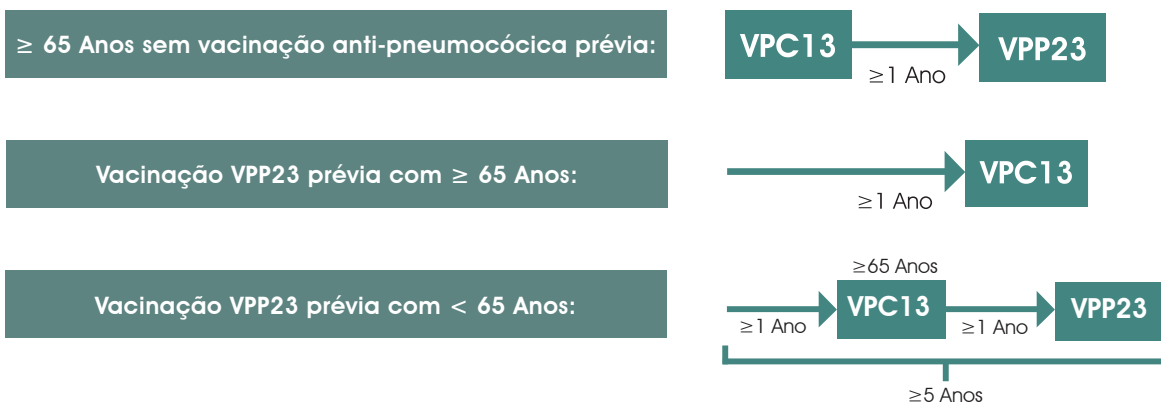 ≥ 65 Anos sem vacinação anti-pneumocócica prévia:
VPC13
≥1 Ano
VPP23
Vacinação VPP23 prévia com ≥ 65 Anos:
≥1 Ano
VPC13
Vacinação VPP23 prévia com < 65 Anos:
≥1 Ano
≥65 Anos
VPC13
≥1 Ano
VPP23
≥5 Anos